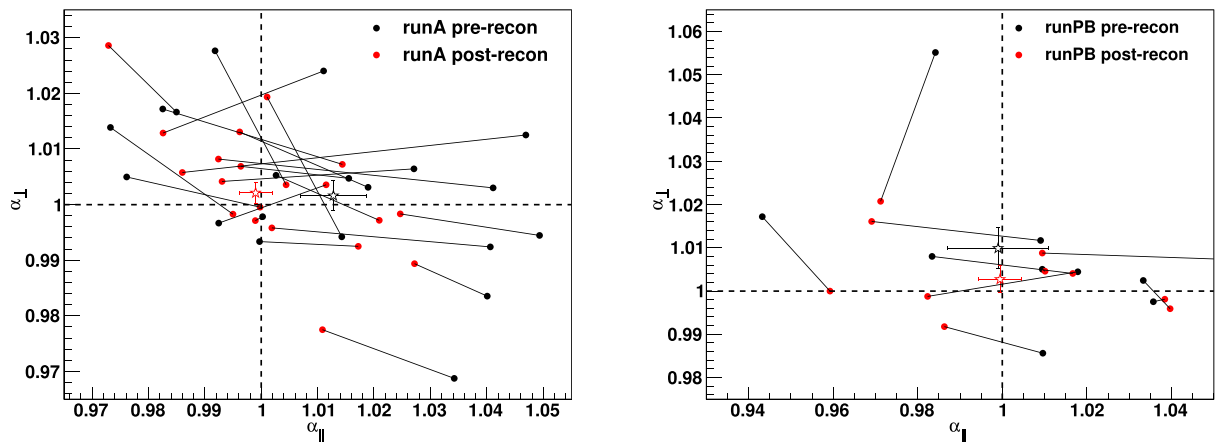 runA pre-recon
runA post-recon
1.03
1.02
1.01
1
0.99
0.98
0.97
α⊥
0.97 0.98 0.99 1 1.01 1.02 1.03 1.04 1.05
α||
runPB pre-recon
runPB post-recon
1.06
1.05
1.04
1.03
1.02
1.01
1
0.99
0.98
α⊥
0.94 0.96 0.98 1 1.02 1.04
α||